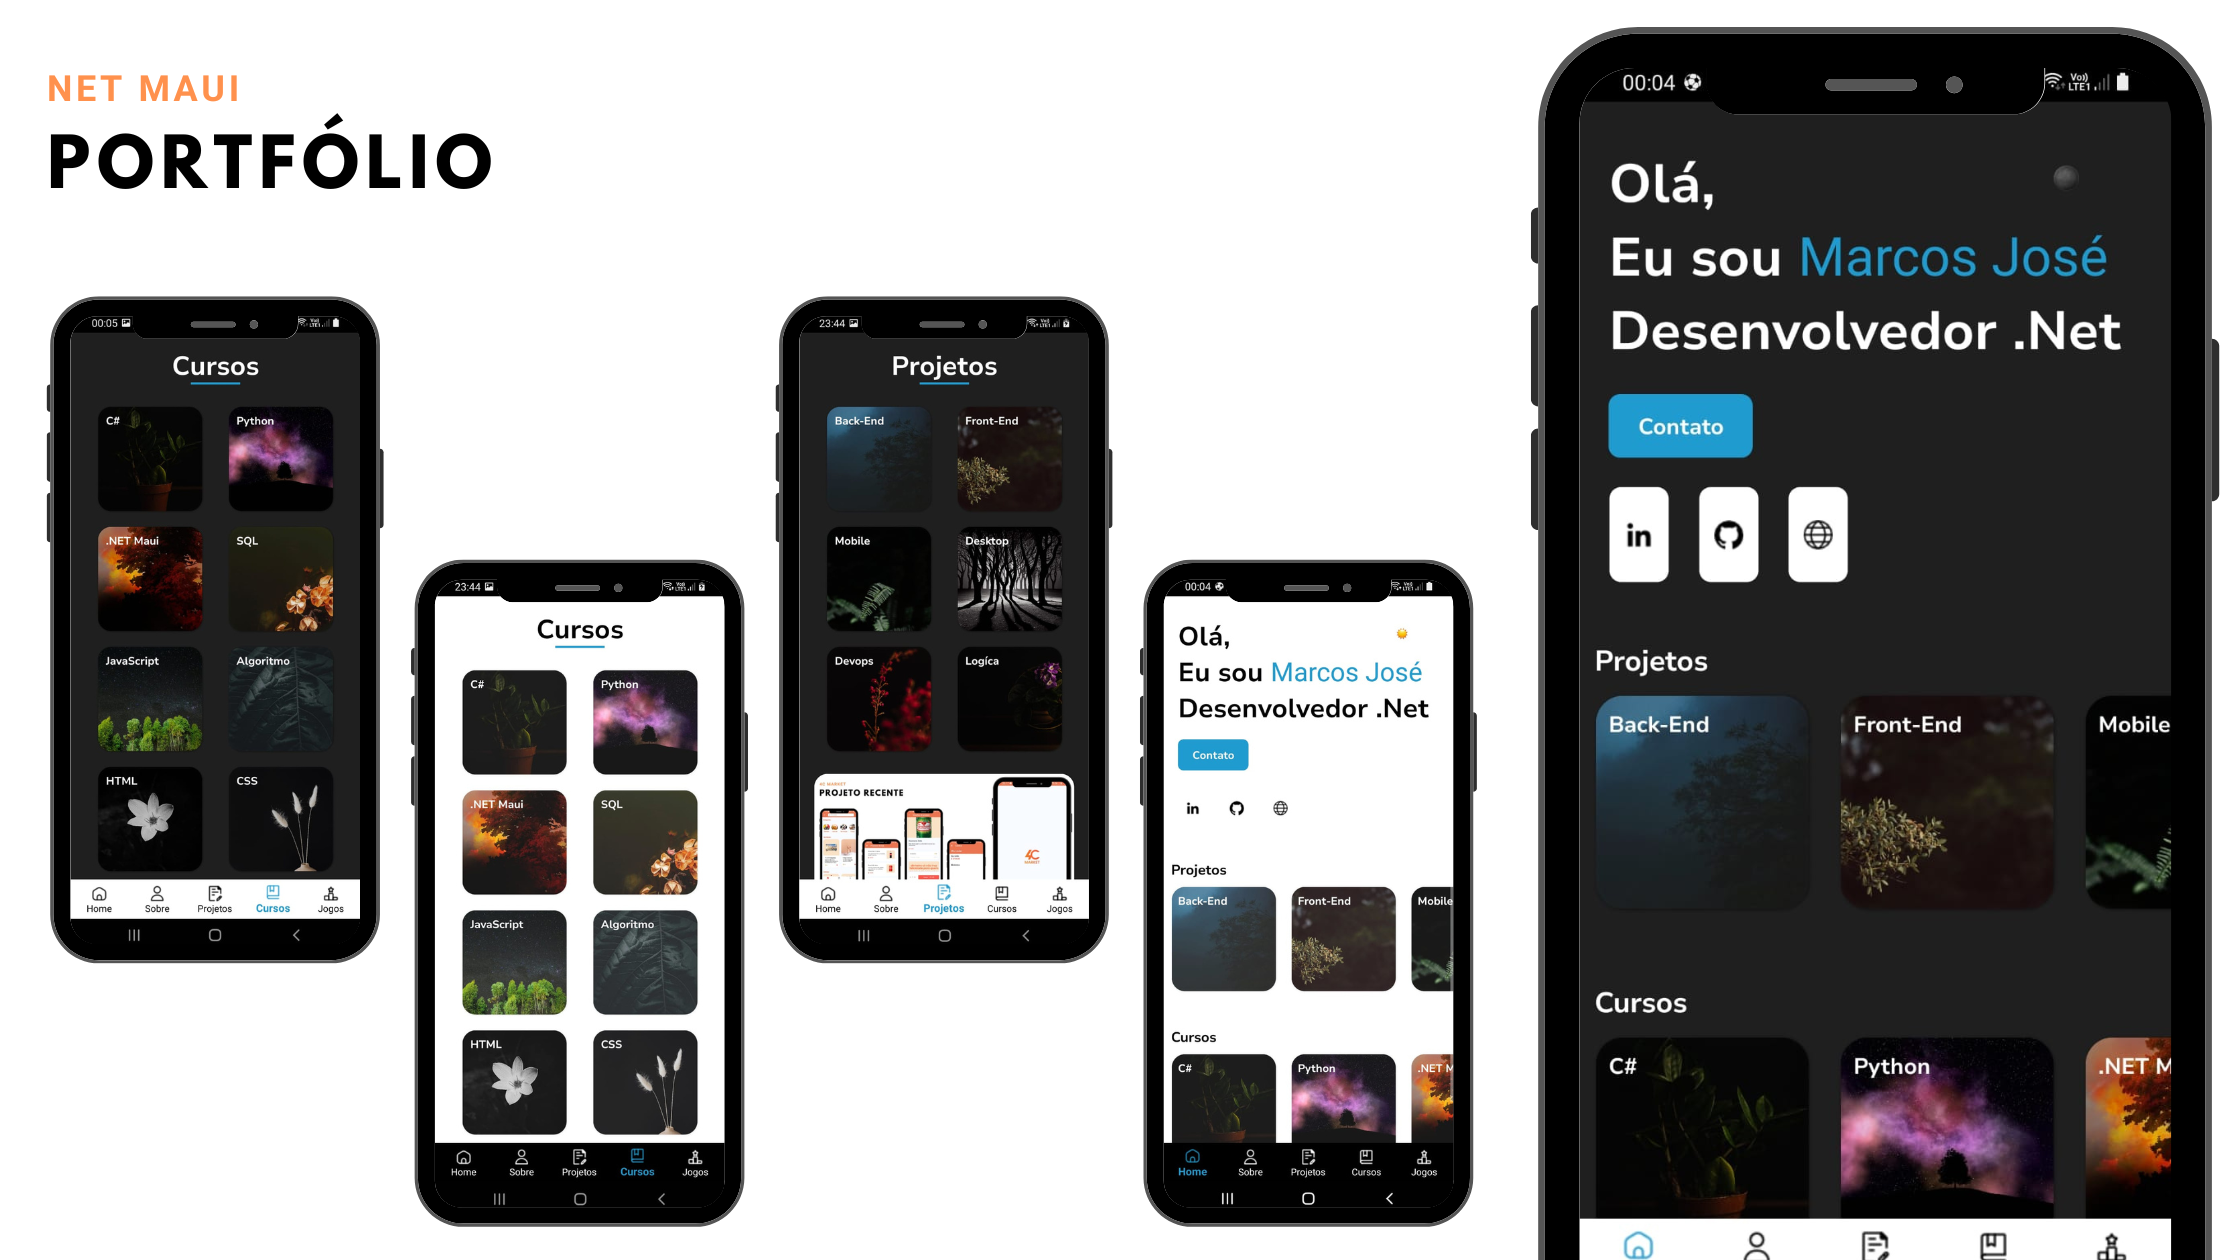 NET MAUI
PORTFÓLIO
00:05
Cursos
C#
Python
.NET Maui
SQL
JavaScript
Algoritmo
HTML
CSS
Home
Sobre
Projetos
Cursos
Jogos
23:44
Cursos
C#
Python
.NET Maui
SQL
JavaScript
Algoritmo
HTML
CSS
Home
Sobre
Projetos
Cursos
Jogos
23:44
Projetos
Back-End
Front-End
Mobile
Desktop
Devops
Logíca
PROJETO RECENTE
Home
Sobre
Projetos
Cursos
Jogos
00:04
Olá,
Eu sou Marcos José
Desenvolvedor .Net
Contato
in
Projetos
Back-End
Front-End
Mobile
Cursos
C#
Python
.NET M
Home
Sobre
Projetos
Cursos
Jogos
00:04
Vo)) LTE1
Olá,
Eu sou Marcos José
Desenvolvedor .Net
Contato
in
Projetos
Back-End
Front-End
Mobile
Cursos
C#
Python
.NET M